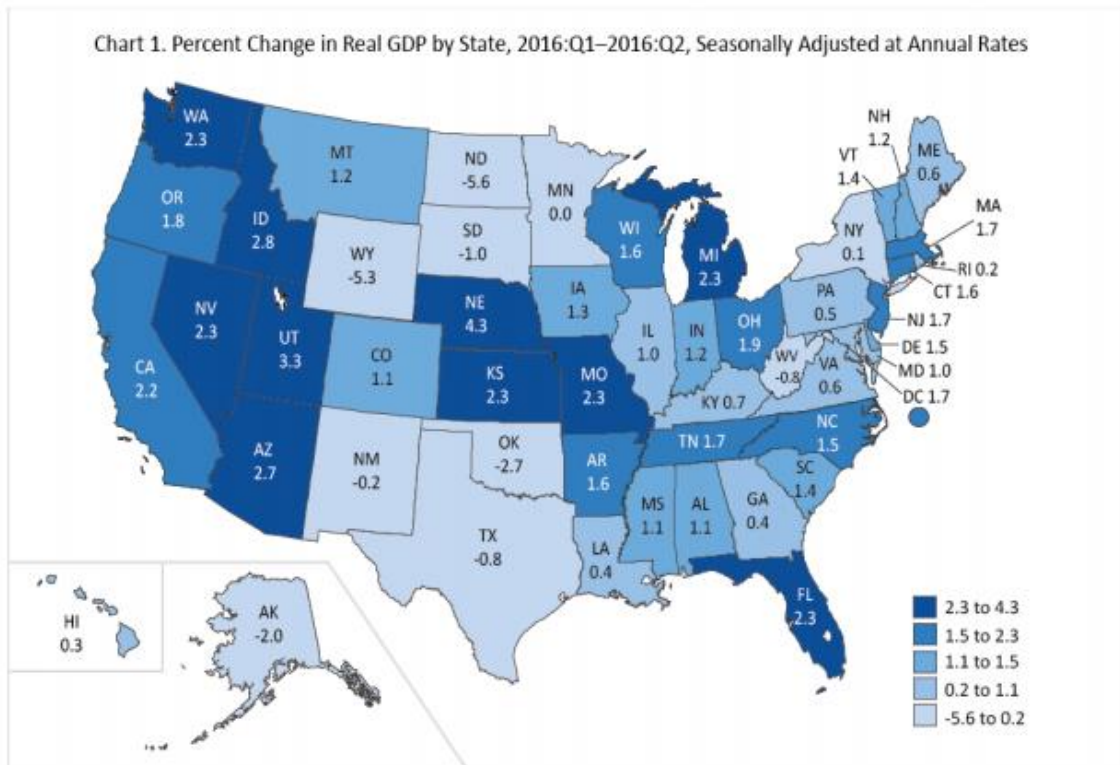 Chart 1. Percent Change in Real GDP by State, 2016:Q1–2016:Q2, Seasonally Adjusted at Annual Rates
WA
2.3
MT
1.2
ND
-5.6
MN
0.0
NH
1.2
VT
1.4
ME
0.6
OR
1.8
ID
2.8
SD
-1.0
WI
1.6
MI
2.3
NY
0.1
MA
1.7
RI 0.2
CT 1.6
WY
-5.3
NE
4.3
IA
1.3
PA
0.5
NJ 1.7
DE 1.5
MD 1.0
DC 1.7
NV
2.3
UT
3.3
CO
1.1
IL
1.0
IN
1.2
OH
1.9
WV
-0.8
VA
0.6
CA
2.2
KS
2.3
MO
2.3
KY 0.7
NC
1.5
TN 1.7
AZ
2.7
NM
-0.2
OK
-2.7
AR
1.6
SC
1.4
MS
1.1
AL
1.1
GA
0.4
TX
-0.8
LA
0.4
FL
2.3
HI
0.3
AK
-2.0
2.3 to 4.3
1.5 to 2.3
1.1 to 1.5
0.2 to 1.1
-5.6 to 0.2